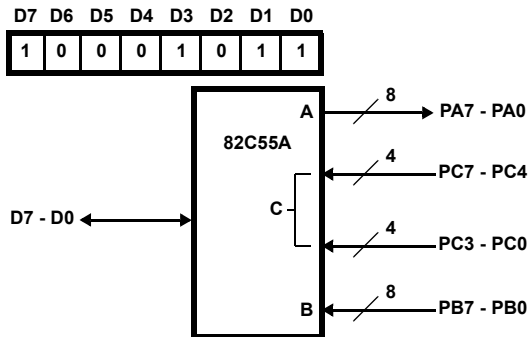 D7 D6 D5 D4 D3 D2 D1 D0
1 0 0 0 1 0 1 1
A 8 PA7 - PA0
82C55A
4 PC7 - PC4
C
D7 - D0
4 PC3 - PC0
B 8 PB7 - PB0